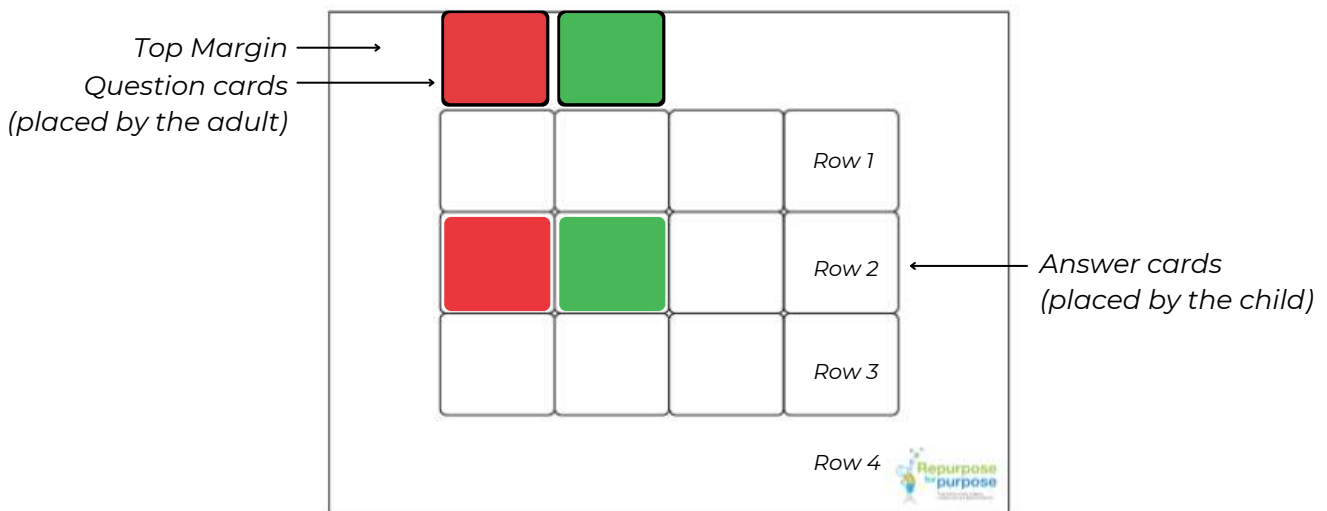 Top Margin
Question cards
(placed by the adult)
Row 1
Row 2
Answer cards
(placed by the child)
Row 3
Row 4
Repurpose
for purpose